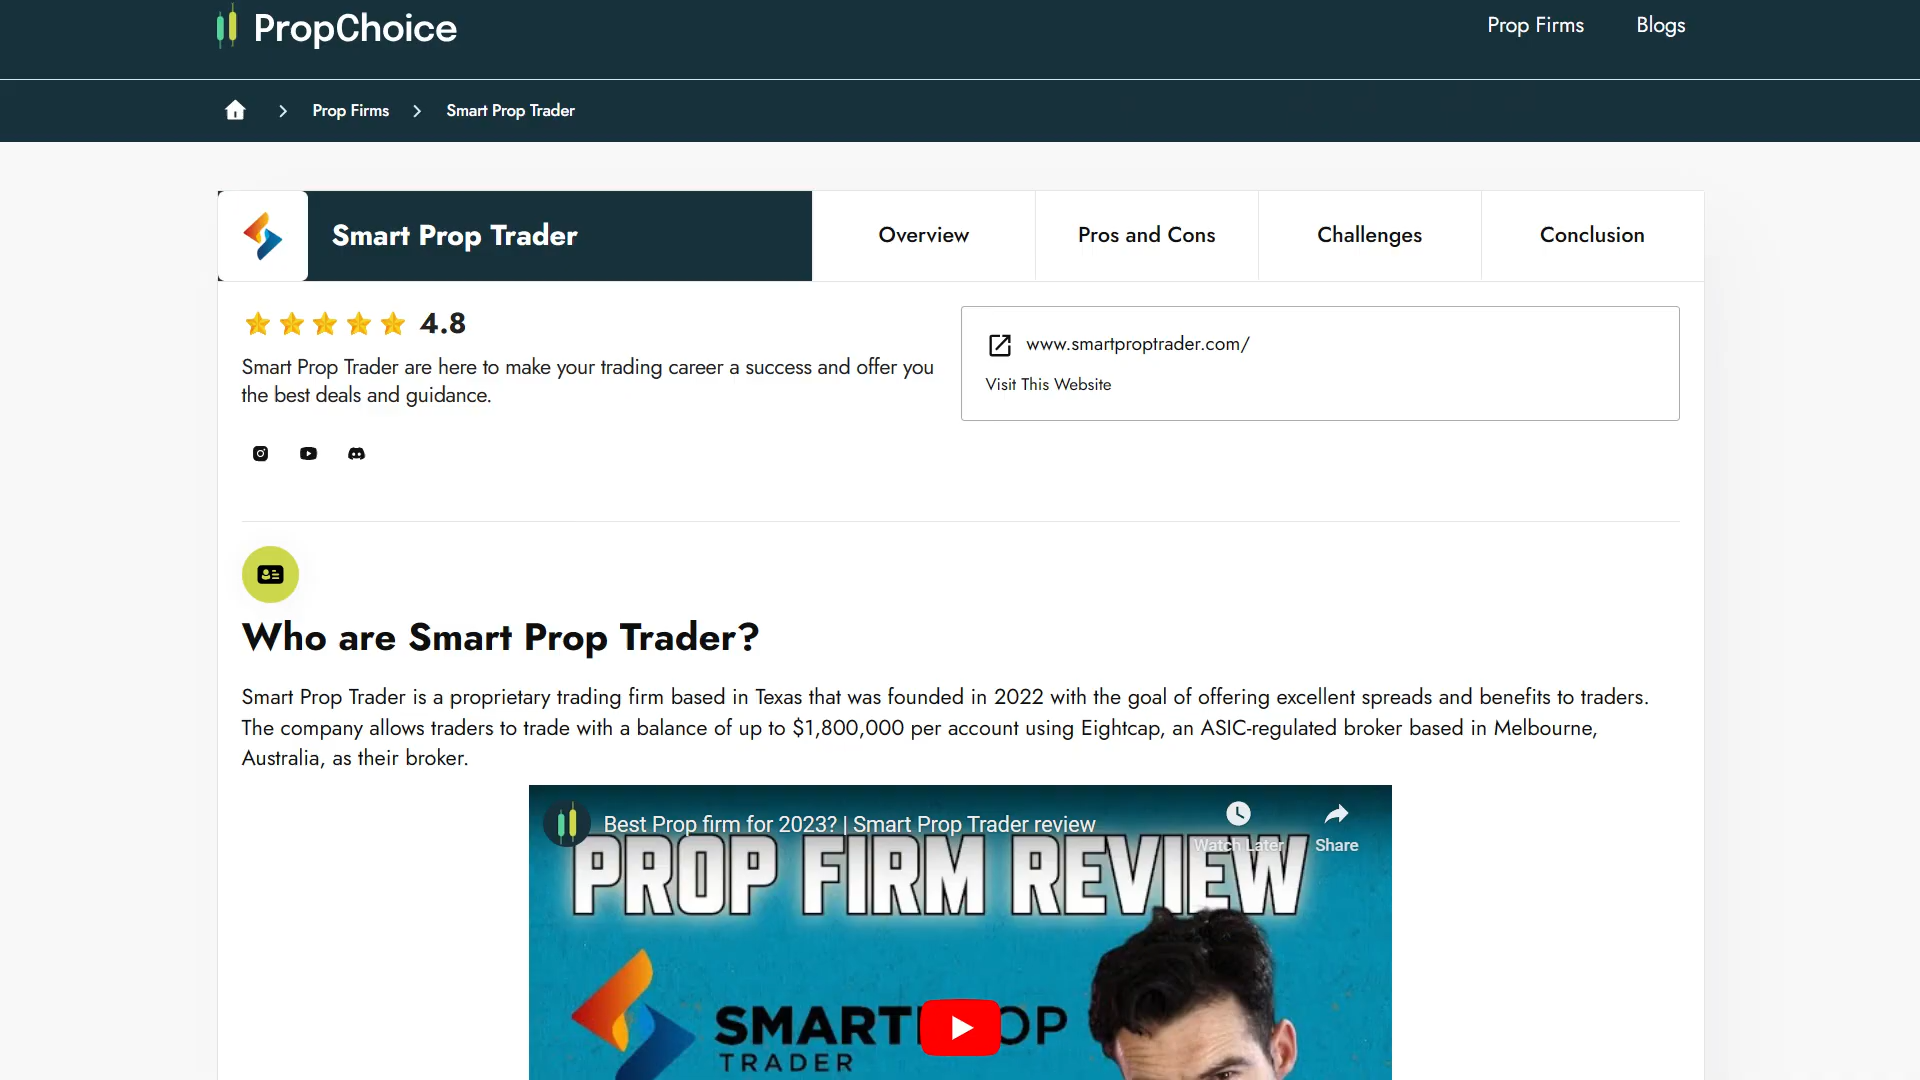 PropChoice
Prop Firms
Blogs
Prop Firms
Smart Prop Trader
Smart Prop Trader
Overview
Pros and Cons
Challenges
Conclusion
4.8
Smart Prop Trader are here to make your trading career a success and offer you
the best deals and guidance.
www.smartproptrader.com/
Visit This Website
Who are Smart Prop Trader?
Smart Prop Trader is a proprietary trading firm based in Texas that was founded in 2022 with the goal of offering excellent spreads and benefits to traders.
The company allows traders to trade with a balance of up to $1,800,000 per account using Eightcap, an ASIC-regulated broker based in Melbourne,
Australia, as their broker.
Best Prop firm for 2023? | Smart Prop Trader review
Watch Later
Share
PROP FIRM REVIEW
SMART PROP
TRADER